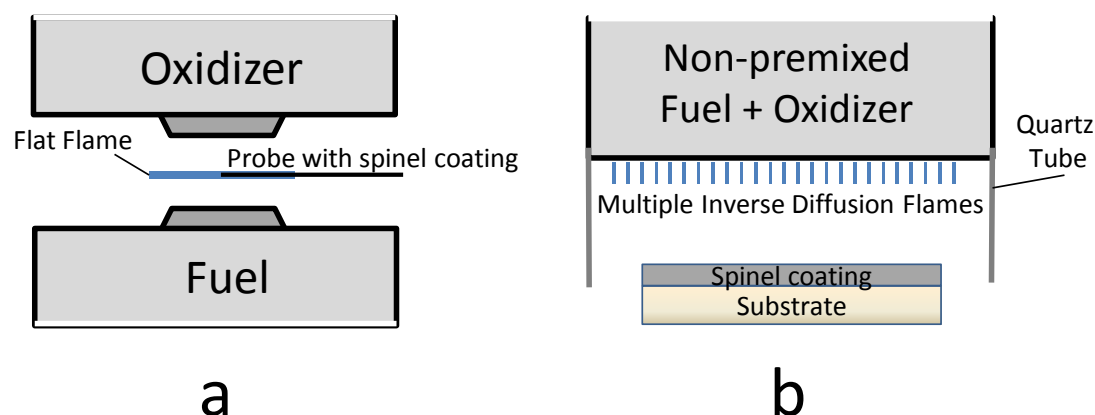 Oxidizer
Flat Flame
Probe with spinel coating
Fuel
a
Non-premixed
Fuel + Oxidizer
Quartz
Tube
Multiple Inverse Diffusion Flames
Spinel coating
Substrate
b